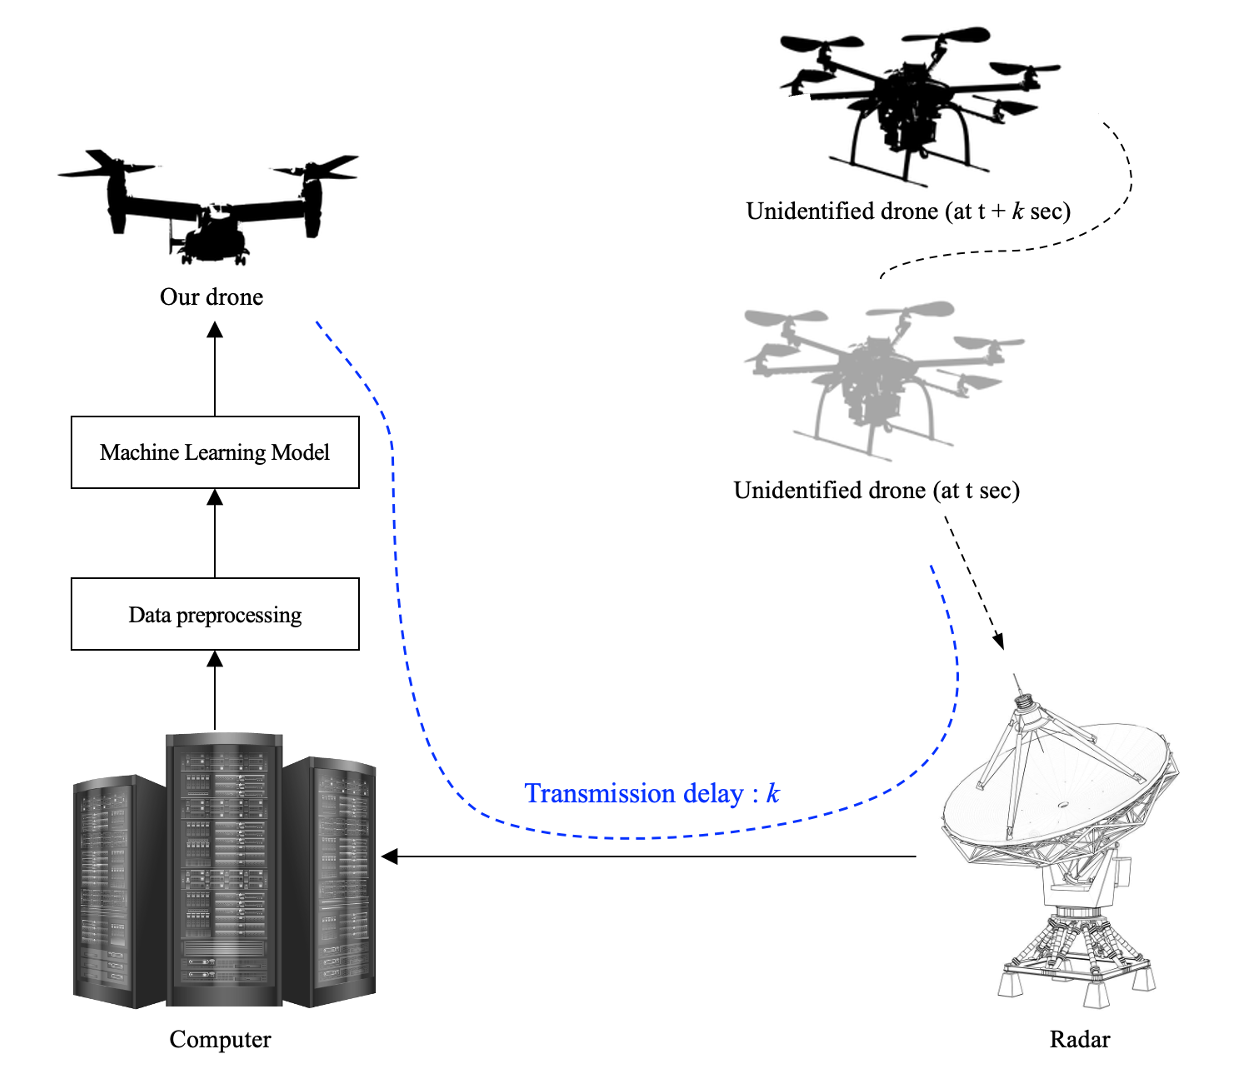 Unidentified drone (at t + k sec)
Our drone
Machine Learning Model
Unidentified drone (at t sec)
Data preprocessing
Transmission delay : k
Computer
Radar